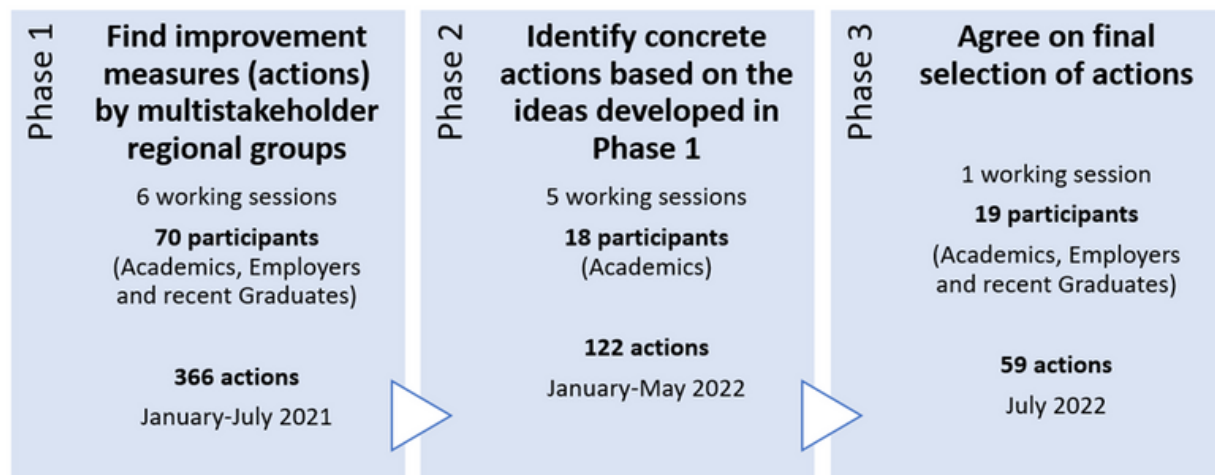 Phase 1
Find improvement
measures (actions)
by multistakeholder
regional groups
6 working sessions
70 participants
(Academics, Employers
and recent Graduates)
366 actions
January-July 2021
Phase 2
Identify concrete
actions based on the
ideas developed in
Phase 1
5 working sessions
18 participants
(Academics)
122 actions
January-May 2022
Phase 3
Agree on final
selection of actions
1 working session
19 participants
(Academics, Employers
and recent Graduates)
59 actions
July 2022